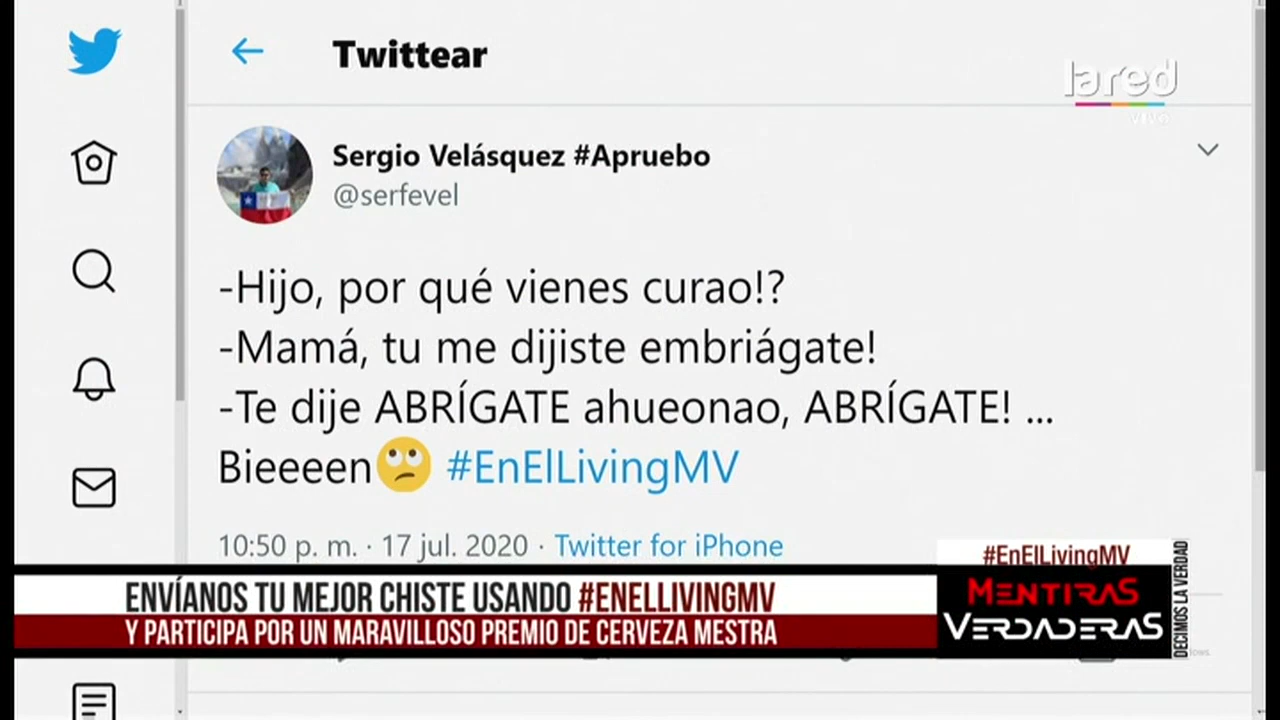 Twittear
lared
VIVO
Sergio Velásquez #Apruebo
@serfevel
-Hijo, por qué vienes curao!?
-Mamá, tu me dijiste embriágate!
-Te dije ABRÍGATE ahueonao, ABRÍGATE! ...
Bieeeen🙄 #EnElLivingMV
10:50 p. m. · 17 jul. 2020 · Twitter for iPhone
#EnElLivingMV
ENVÍANOS TU MEJOR CHISTE USANDO #ENELLIVINGMV
Y PARTICIPA POR UN MARAVILLOSO PREMIO DE CERVEZA MESTRA
MENTIRAS
VERDADERAS
DECIMOS LA VERDAD